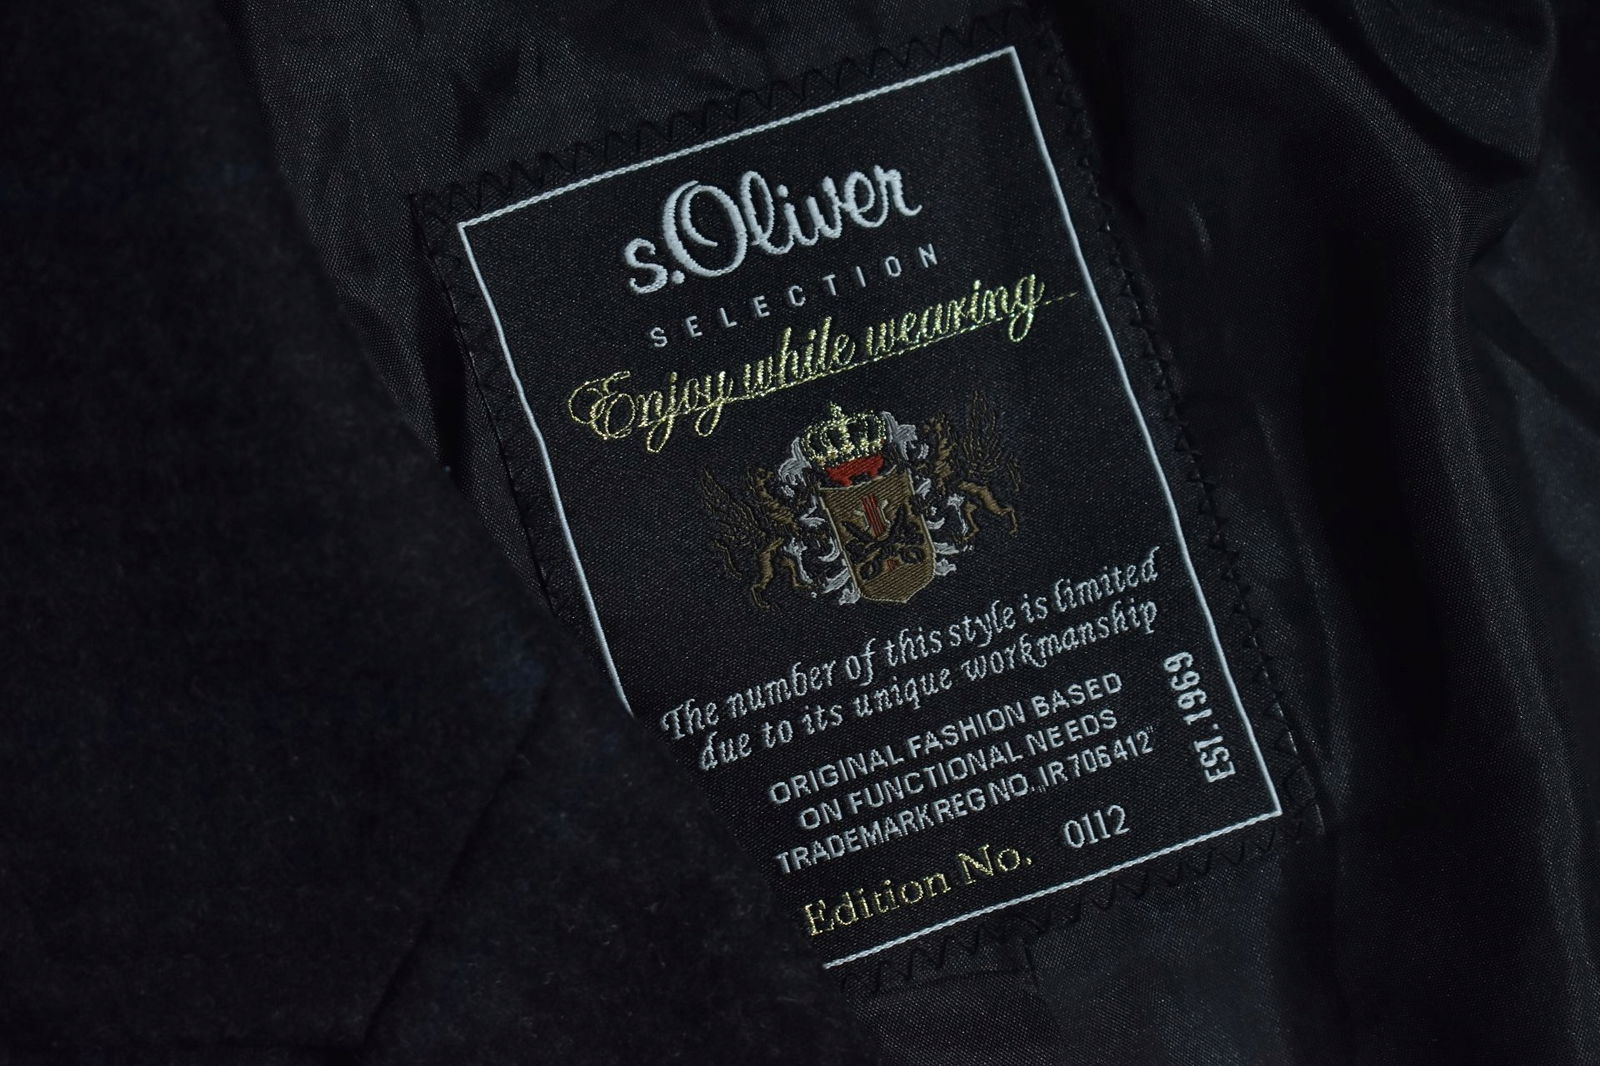 s.Oliver
SELECTION
Enjoy while wearing
The number of this style is limited
due to its unique workmanship
ORIGINAL FASHION BASED
ON FUNCTIONAL NEEDS
TRADEMARK REG NO. „IR 706412"
EST. 1969
Edition No. 0112